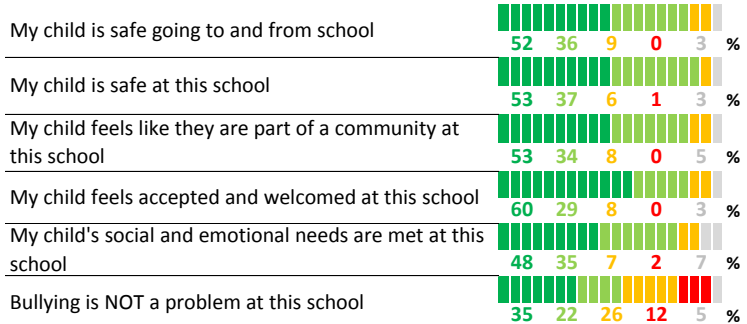 My child is safe going to and from school
52 36 9 0 3 %
My child is safe at this school
53 37 6 1 3 %
My child feels like they are part of a community at
this school
53 34 8 0 5 %
My child feels accepted and welcomed at this school
60 29 8 0 3 %
My child's social and emotional needs are met at this
school
48 35 7 2 7 %
Bullying is NOT a problem at this school
35 22 26 12 5 %